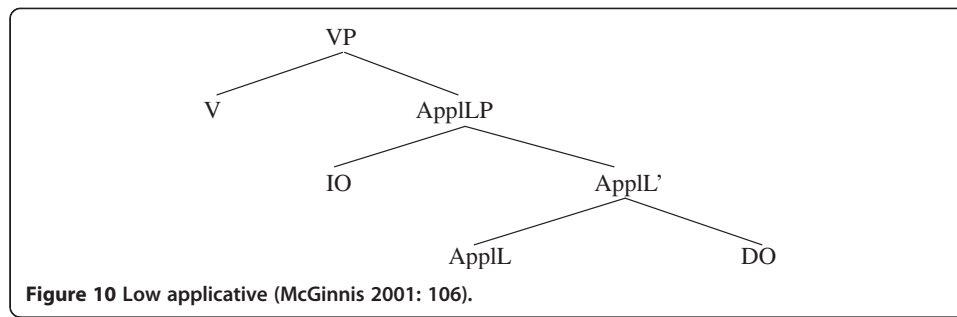 VP
V ApplLP
IO ApplL’
ApplL DO
Figure 10 Low applicative (McGinnis 2001: 106).